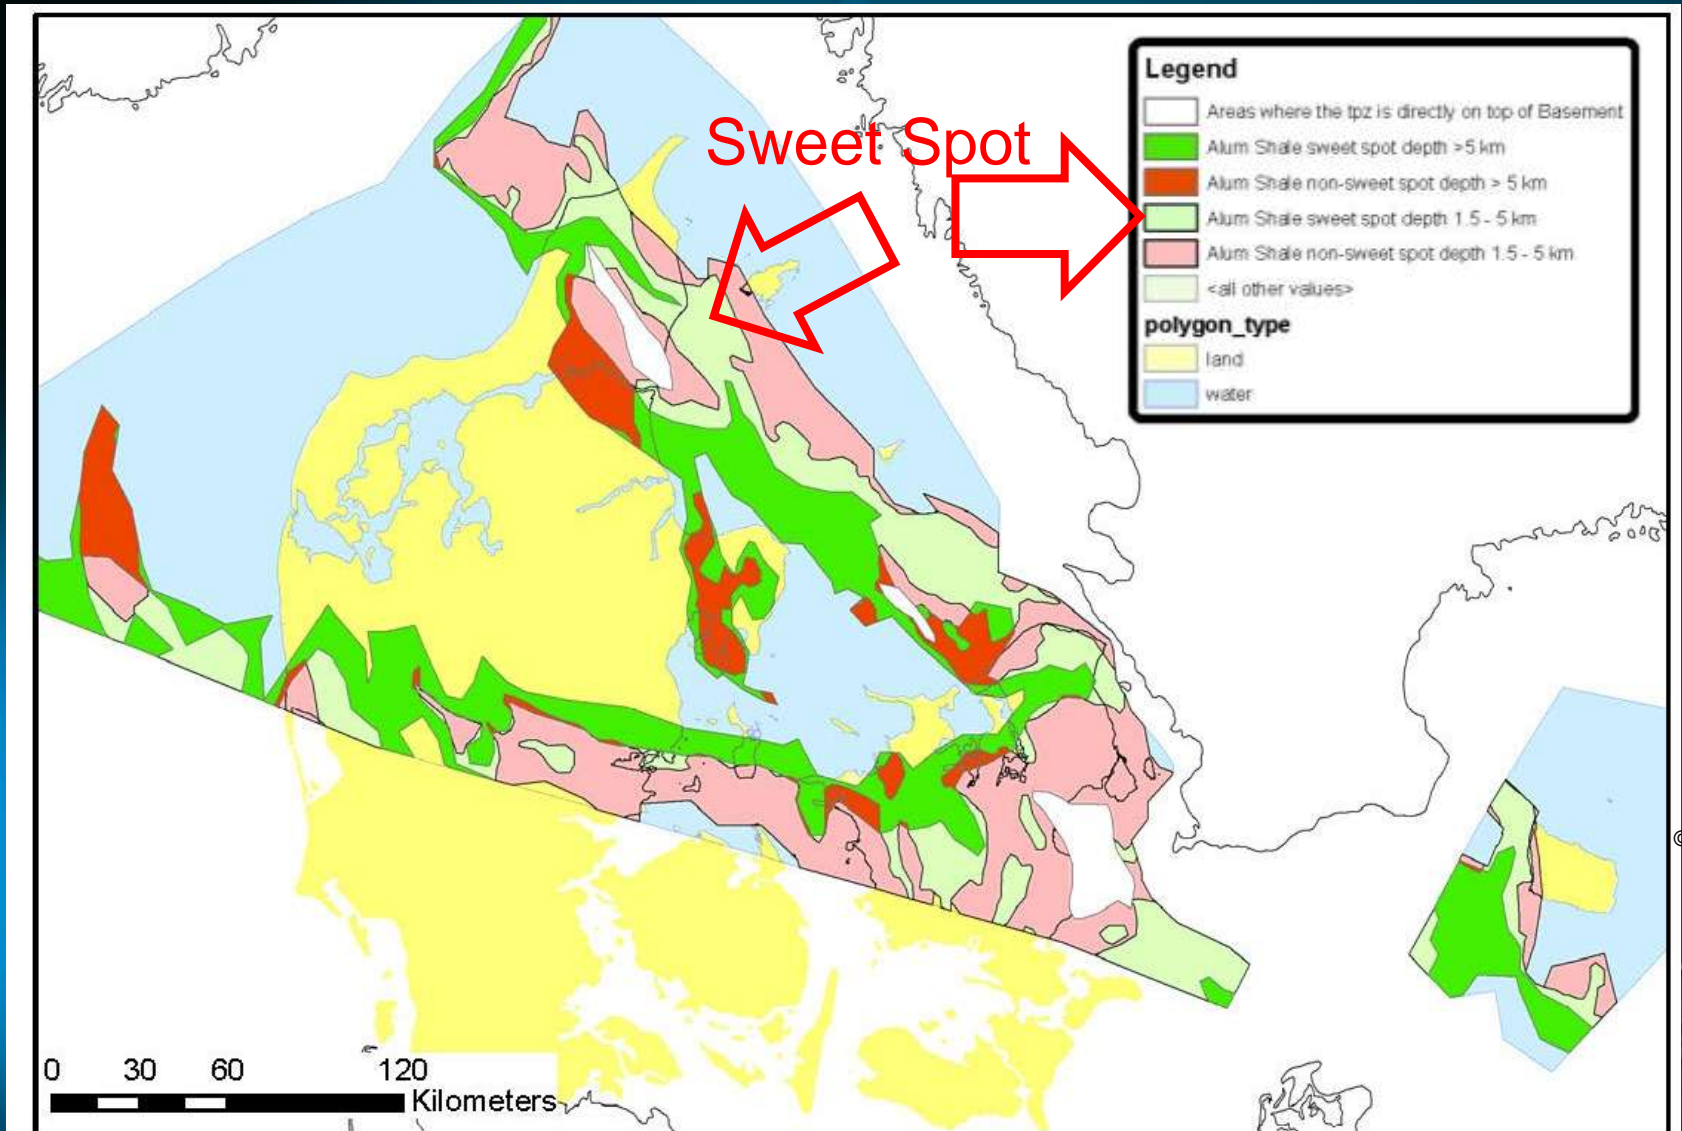 Sweet Spot
Legend
Areas where the tpz is directly on top of Basement
Alum Shale sweet spot depth >5 km
Alum Shale non-sweet spot depth > 5 km
Alum Shale sweet spot depth 1.5 - 5 km
Alum Shale non-sweet spot depth 1.5 - 5 km
<all other values>
polygon_type
land
water
©
0 30 60 120
Kilometers